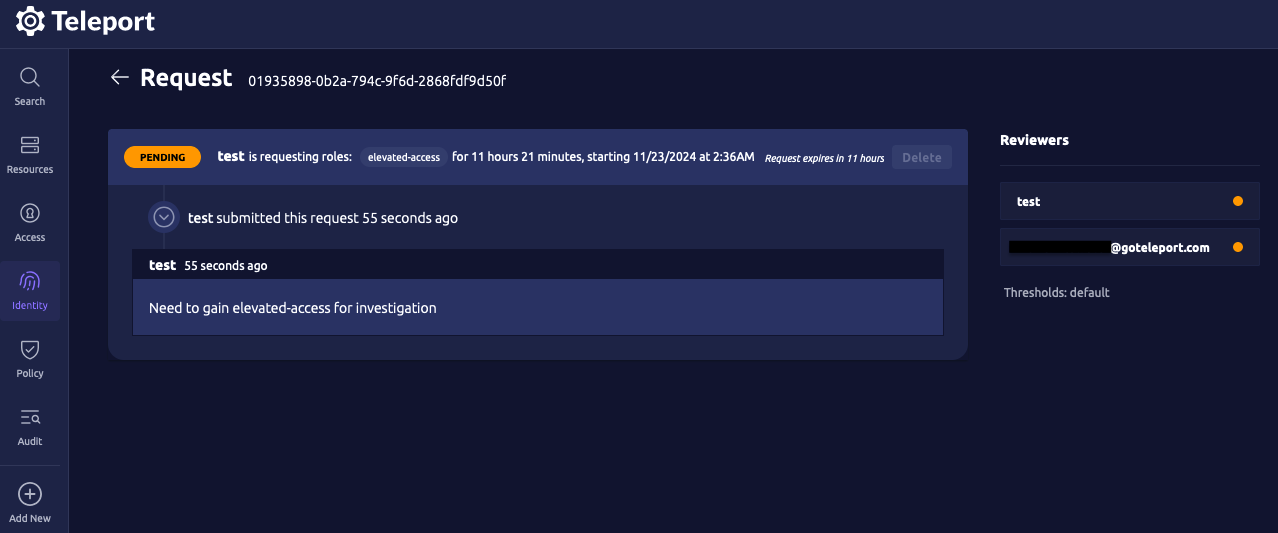 Teleport
Search
Resources
Access
Identity
Policy
Audit
Add New
Request 01935898-0b2a-794c-9f6d-2868fdf9d50f
PENDING test is requesting roles: elevated-access for 11 hours 21 minutes, starting 11/23/2024 at 2:36AM Request expires in 11 hours Delete
test submitted this request 55 seconds ago
test 55 seconds ago
Need to gain elevated-access for investigation
Reviewers
test
@goteleport.com
Thresholds: default